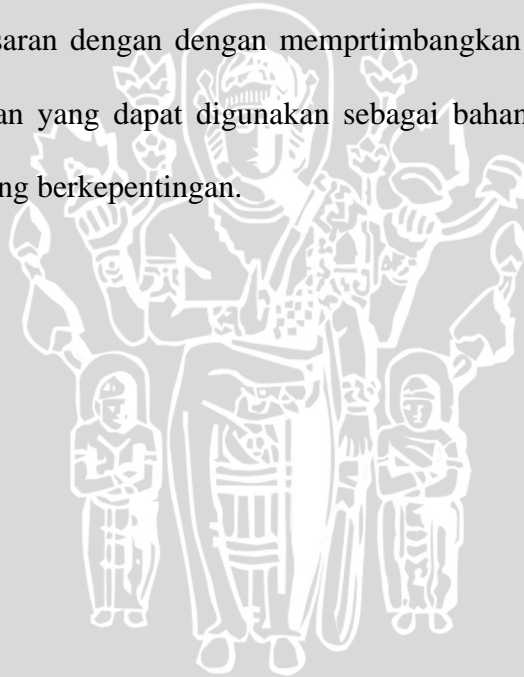 saran dengan dengan memprtimbangkan
an yang dapat digunakan sebagai bahan
ng berkepentingan.